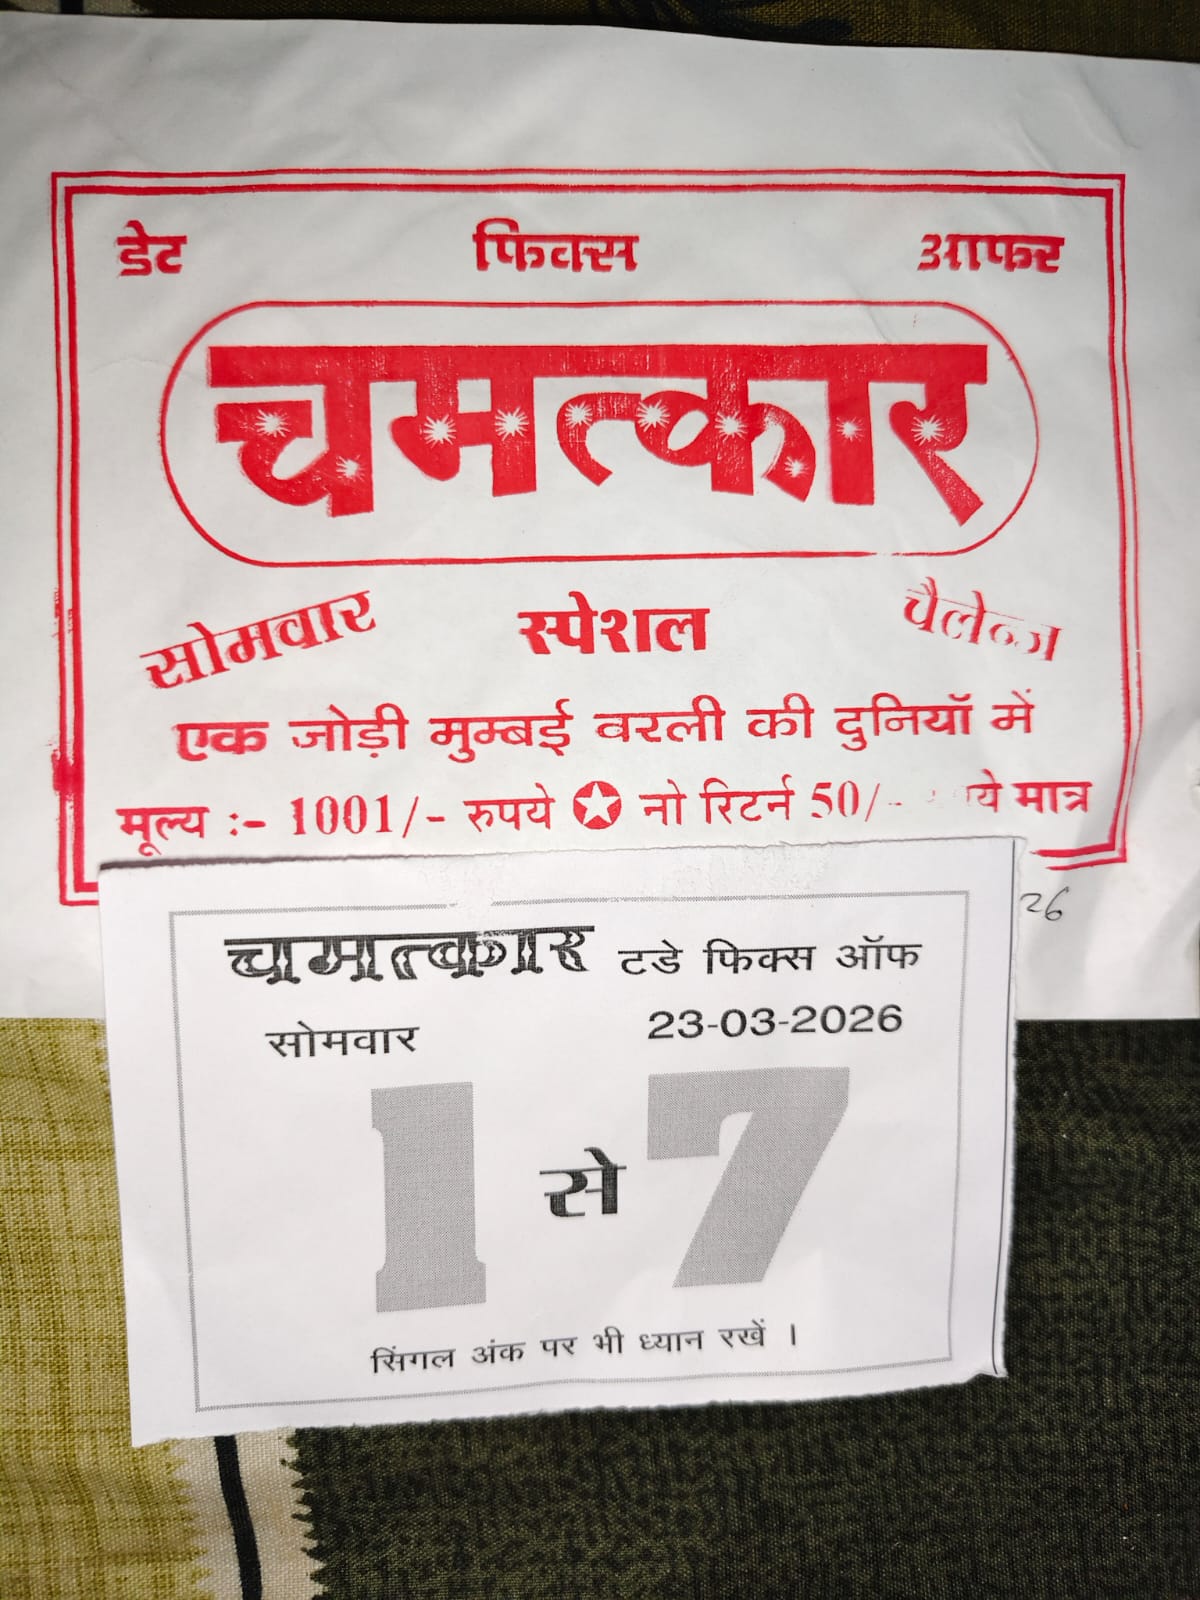 डेट फिक्स आफर
चमत्कार
सोमवार स्पेशल चैलेन्ज
एक जोड़ी मुम्बई वरली की दुनियॉ में
मूल्य :- 1001/- रुपये ✪ नो रिटर्न 50/- ये मात्र
26
चमत्कार टडे फिक्स ऑफ
सोमवार 23-03-2026
1 से 7
सिंगल अंक पर भी ध्यान रखें ।